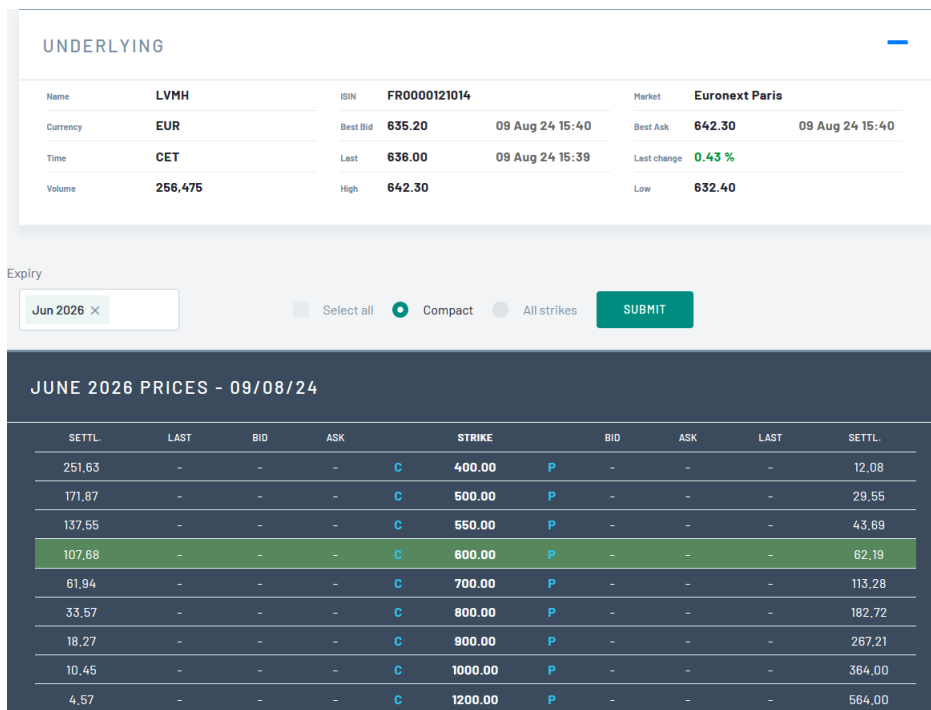 UNDERLYING
Name LVMH ISIN FR0000121014 Market Euronext Paris
Currency EUR Best Bid 635.20 09 Aug 24 15:40 Best Ask 642.30 09 Aug 24 15:40
Time CET Last 636.00 09 Aug 24 15:39 Last change 0.43 %
Volume 256,475 High 642.30 Low 632.40
Expiry
Jun 2026 × Select all Compact All strikes SUBMIT
JUNE 2026 PRICES - 09/08/24
SETTL. LAST BID ASK STRIKE BID ASK LAST SETTL.
251.63 - - - C 400.00 P - - - 12.08
171.87 - - - C 500.00 P - - - 29.55
137.55 - - - C 550.00 P - - - 43.69
107.68 - - - C 600.00 P - - - 62.19
61.94 - - - C 700.00 P - - - 113.28
33.57 - - - C 800.00 P - - - 182.72
18.27 - - - C 900.00 P - - - 267.21
10.45 - - - C 1000.00 P - - - 364.00
4.57 - - - C 1200.00 P - - - 564.00